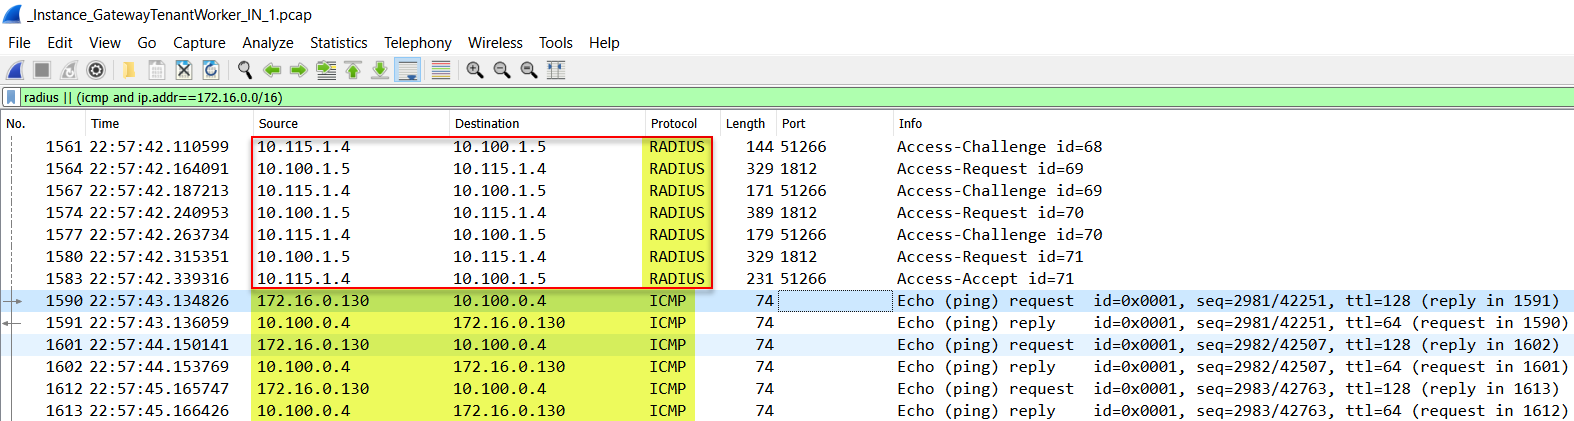 _Instance_GatewayTenantWorker_IN_1.pcap
File Edit View Go Capture Analyze Statistics Telephony Wireless Tools Help
radius || (icmp and ip.addr==172.16.0.0/16)
No. Time Source Destination Protocol Length Port Info
1561 22:57:42.110599 10.115.1.4 10.100.1.5 RADIUS 144 51266 Access-Challenge id=68
1564 22:57:42.164091 10.100.1.5 10.115.1.4 RADIUS 329 1812 Access-Request id=69
1567 22:57:42.187213 10.115.1.4 10.100.1.5 RADIUS 171 51266 Access-Challenge id=69
1574 22:57:42.240953 10.100.1.5 10.115.1.4 RADIUS 389 1812 Access-Request id=70
1577 22:57:42.263734 10.115.1.4 10.100.1.5 RADIUS 179 51266 Access-Challenge id=70
1580 22:57:42.315351 10.100.1.5 10.115.1.4 RADIUS 329 1812 Access-Request id=71
1583 22:57:42.339316 10.115.1.4 10.100.1.5 RADIUS 231 51266 Access-Accept id=71
1590 22:57:43.134826 172.16.0.130 10.100.0.4 ICMP 74 Echo (ping) request id=0x0001, seq=2981/42251, ttl=128 (reply in 1591)
1591 22:57:43.136059 10.100.0.4 172.16.0.130 ICMP 74 Echo (ping) reply id=0x0001, seq=2981/42251, ttl=64 (request in 1590)
1601 22:57:44.150141 172.16.0.130 10.100.0.4 ICMP 74 Echo (ping) request id=0x0001, seq=2982/42507, ttl=128 (reply in 1602)
1602 22:57:44.153769 10.100.0.4 172.16.0.130 ICMP 74 Echo (ping) reply id=0x0001, seq=2982/42507, ttl=64 (request in 1601)
1612 22:57:45.165747 172.16.0.130 10.100.0.4 ICMP 74 Echo (ping) request id=0x0001, seq=2983/42763, ttl=128 (reply in 1613)
1613 22:57:45.166426 10.100.0.4 172.16.0.130 ICMP 74 Echo (ping) reply id=0x0001, seq=2983/42763, ttl=64 (request in 1612)